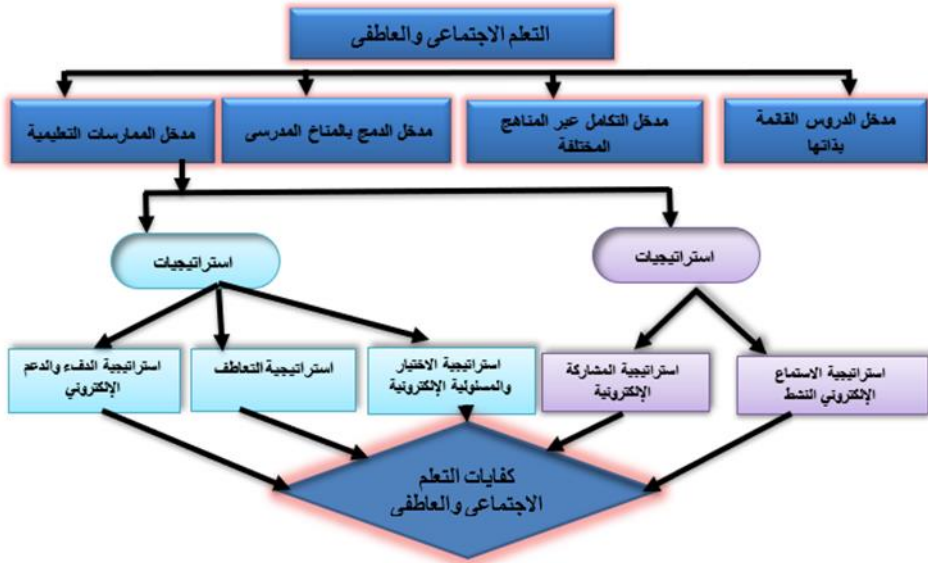 التعلم الاجتماعى والعاطفى
مدخل الدروس القائمة
بذاتها
مدخل التكامل عبر المناهج
المختلفة
مدخل الدمج بالمناخ المدرسى
مدخل الممارسات التعليمية
استراتيجيات
استراتيجيات
استراتيجية الاستماع
الإلكتروني النشط
استراتيجية المشاركة
الإلكترونية
استراتيجية الاختيار
والمسئولية الإلكترونية
استراتيجية التعاطف
استراتيجية الدفء والدعم
الإلكتروني
كفايات التعلم
الاجتماعى والعاطفى